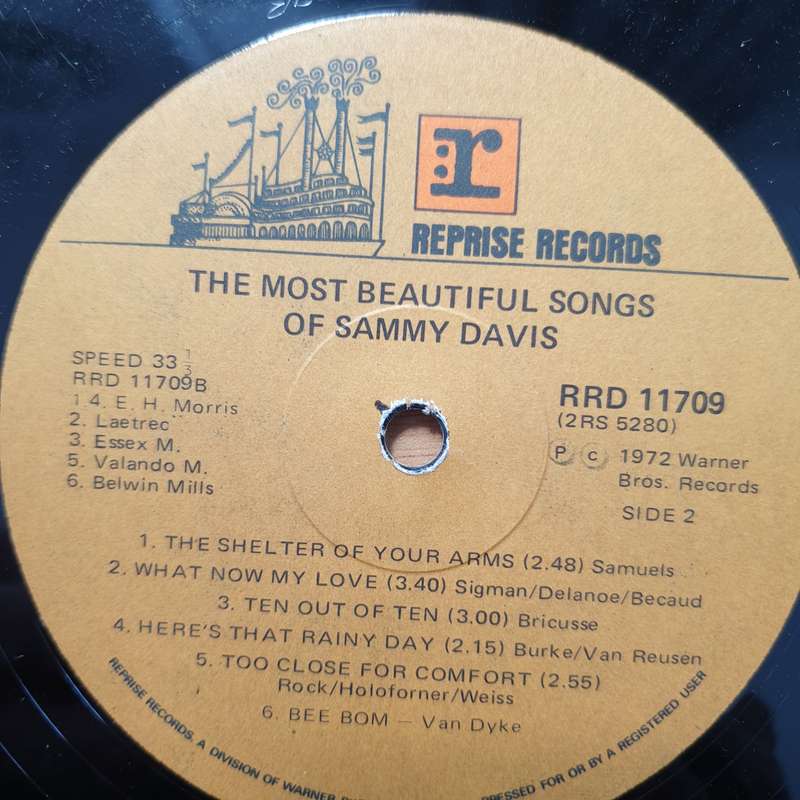 r
REPRISE RECORDS
THE MOST BEAUTIFUL SONGS
OF SAMMY DAVIS
SPEED 33 1/3
RRD 11709B
1.4. E. H. Morris
2. Laetrec
3. Essex M.
5. Valando M.
6. Belwin Mills
RRD 11709
(2RS 5280)
P C 1972 Warner
Bros. Records
SIDE 2
1. THE SHELTER OF YOUR ARMS (2.48) Samuels
2. WHAT NOW MY LOVE (3.40) Sigman/Delanoe/Becaud
3. TEN OUT OF TEN (3.00) Bricusse
4. HERE'S THAT RAINY DAY (2.15) Burke/Van Reusen
5. TOO CLOSE FOR COMFORT (2.55)
Rock/Holoforner/Weiss
6. BEE BOM — Van Dyke
REPRISE RECORDS. A DIVISION OF WARNER
FOR OR BY A REGISTERED USER